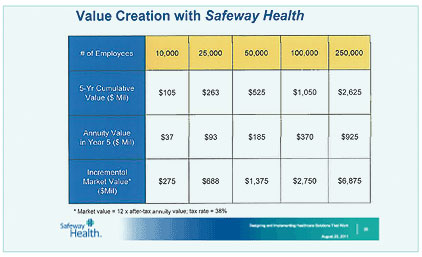 Value Creation with Safeway Health
# of Employees 10,000 25,000 50,000 100,000 250,000
5-Yr Cumulative
Value ($ Mil) $105 $263 $525 $1,050 $2,625
Annuity Value
in Year 5 ($ Mil) $37 $93 $185 $370 $925
Incremental
Market Value*
($Mil) $275 $688 $1,375 $2,750 $6,875
* Market value = 12 x after-tax annuity value; tax rate = 38%
Safeway
Health.
Designing and Implementing Healthcare Solutions That Work
August 25, 2011